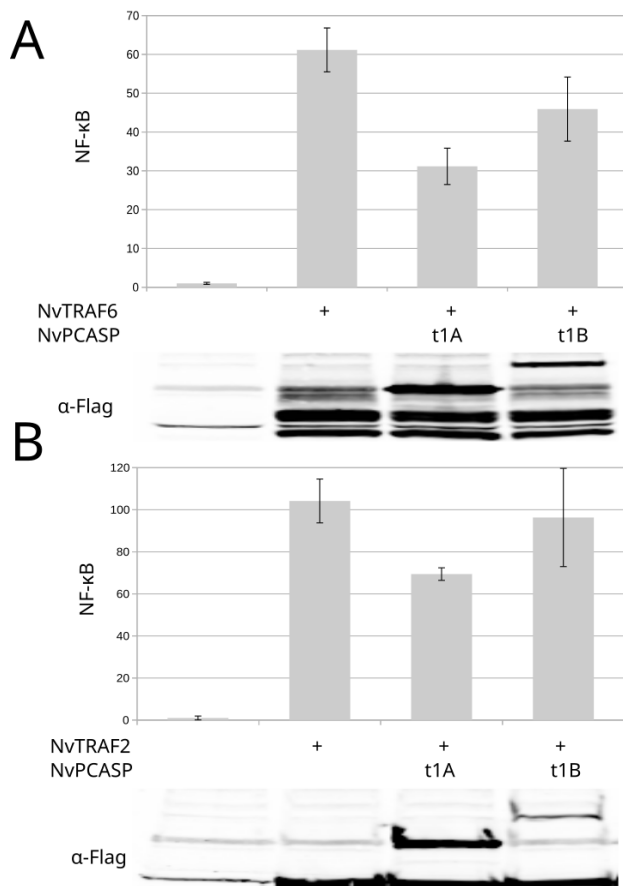 A
NF-κB
70
60
50
40
30
20
10
0
NvTRAF6 + + +
NvPCASP t1A t1B
α-Flag
B
NF-κB
120
100
80
60
40
20
0
NvTRAF2 + + +
NvPCASP t1A t1B
α-Flag